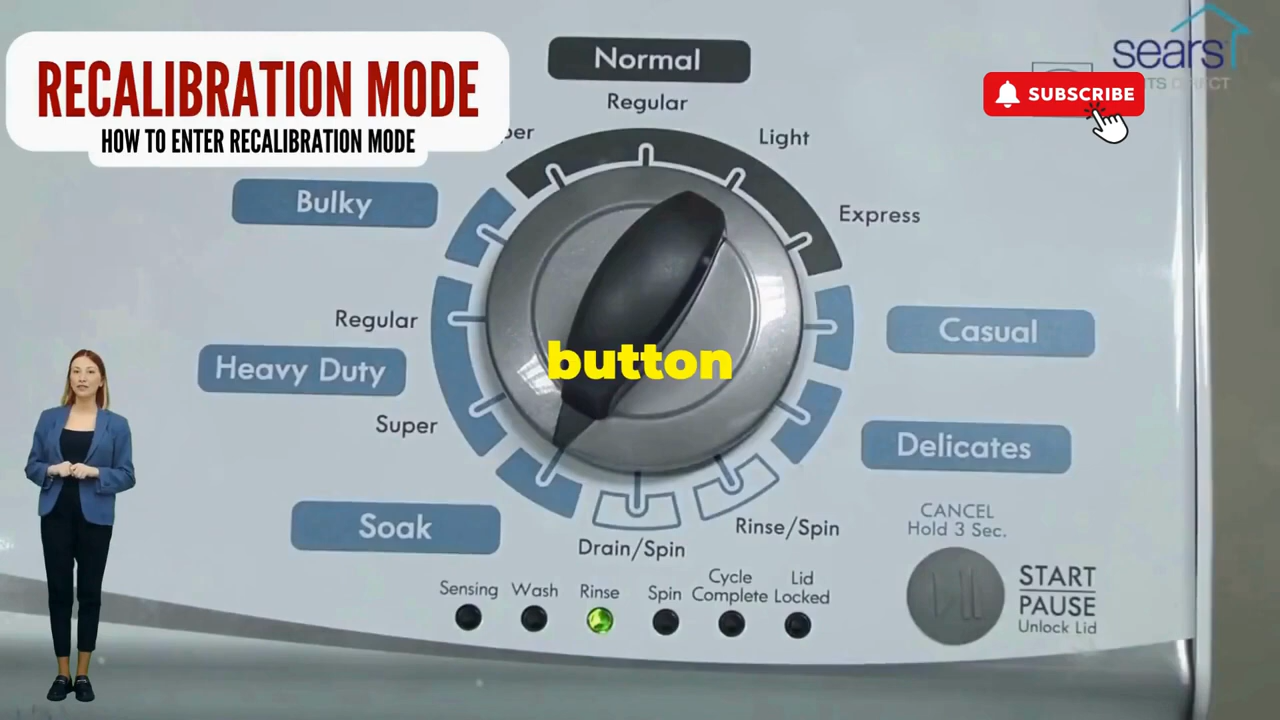 RECALIBRATION MODE
HOW TO ENTER RECALIBRATION MODE
sears
DIRECT
SUBSCRIBE
Normal
Regular
Light
Express
Bulky
Regular
Heavy Duty
Super
Soak
button
Casual
Delicates
Rinse/Spin
Drain/Spin
CANCEL
Hold 3 Sec.
START
PAUSE
Unlock Lid
Sensing
Wash
Rinse
Spin
Cycle
Complete
Lid
Locked